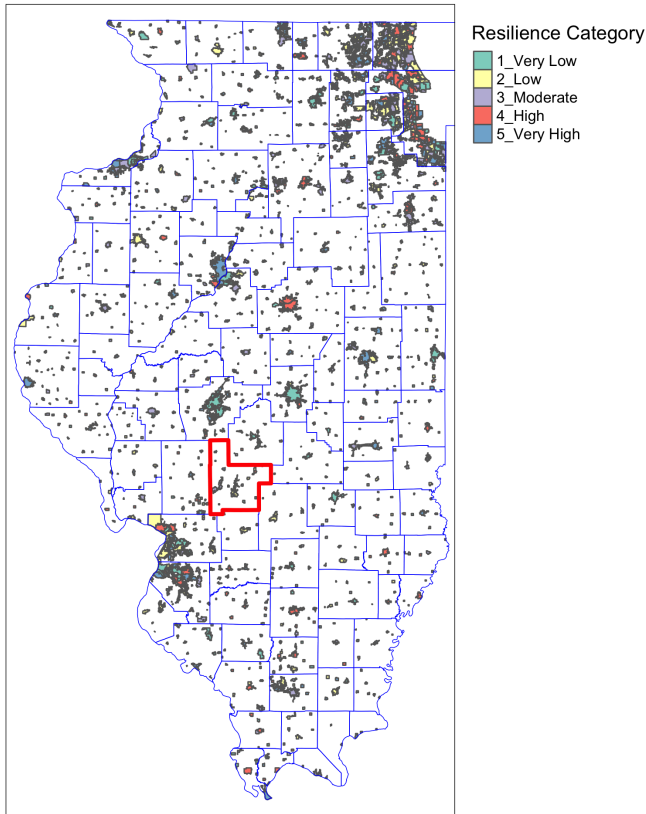 Resilience Category
1_Very Low
2_Low
3_Moderate
4_High
5_Very High